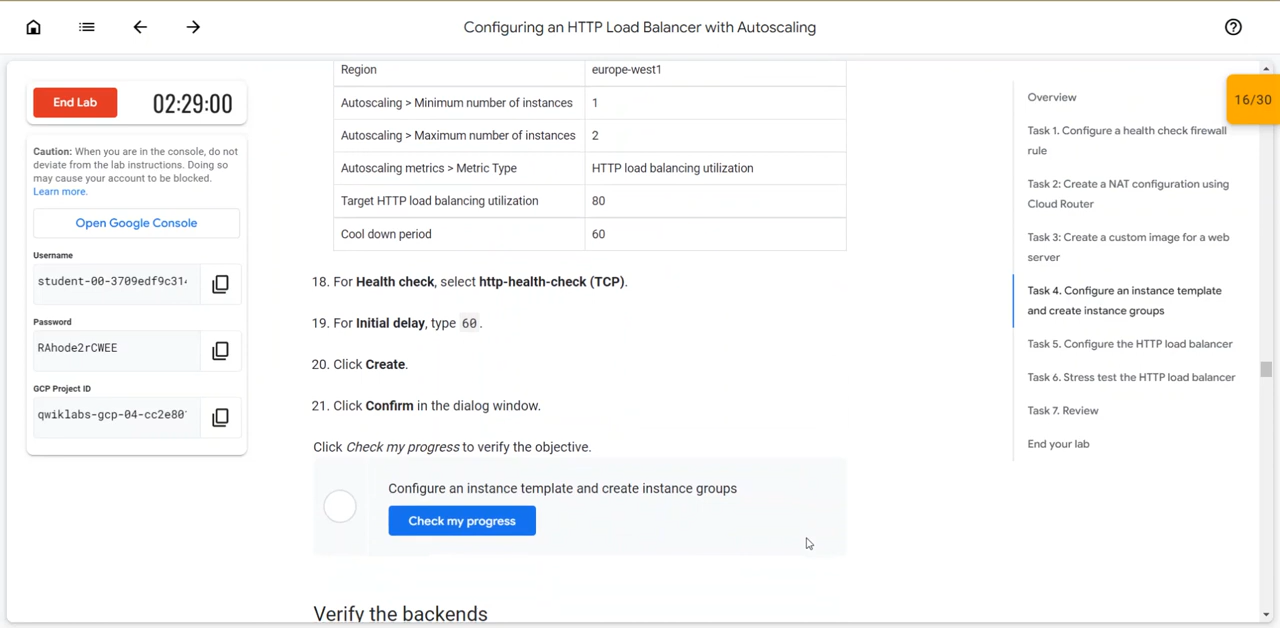 Configuring an HTTP Load Balancer with Autoscaling
End Lab
02:29:00
Caution: When you are in the console, do not
deviate from the lab instructions. Doing so
may cause your account to be blocked.
Learn more.
Open Google Console
Username
student-00-3709edf9c31
Password
RAhode2rCWEE
GCP Project ID
qwiklabs-gcp-04-cc2e80
Region europe-west1
Autoscaling > Minimum number of instances 1
Autoscaling > Maximum number of instances 2
Autoscaling metrics > Metric Type HTTP load balancing utilization
Target HTTP load balancing utilization 80
Cool down period 60
18. For Health check, select http-health-check (TCP).
19. For Initial delay, type 60.
20. Click Create.
21. Click Confirm in the dialog window.
Click Check my progress to verify the objective.
Configure an instance template and create instance groups
Check my progress
Verify the backends
Overview
Task 1. Configure a health check firewall
rule
Task 2: Create a NAT configuration using
Cloud Router
Task 3: Create a custom image for a web
server
Task 4. Configure an instance template
and create instance groups
Task 5. Configure the HTTP load balancer
Task 6. Stress test the HTTP load balancer
Task 7. Review
End your lab
16/30